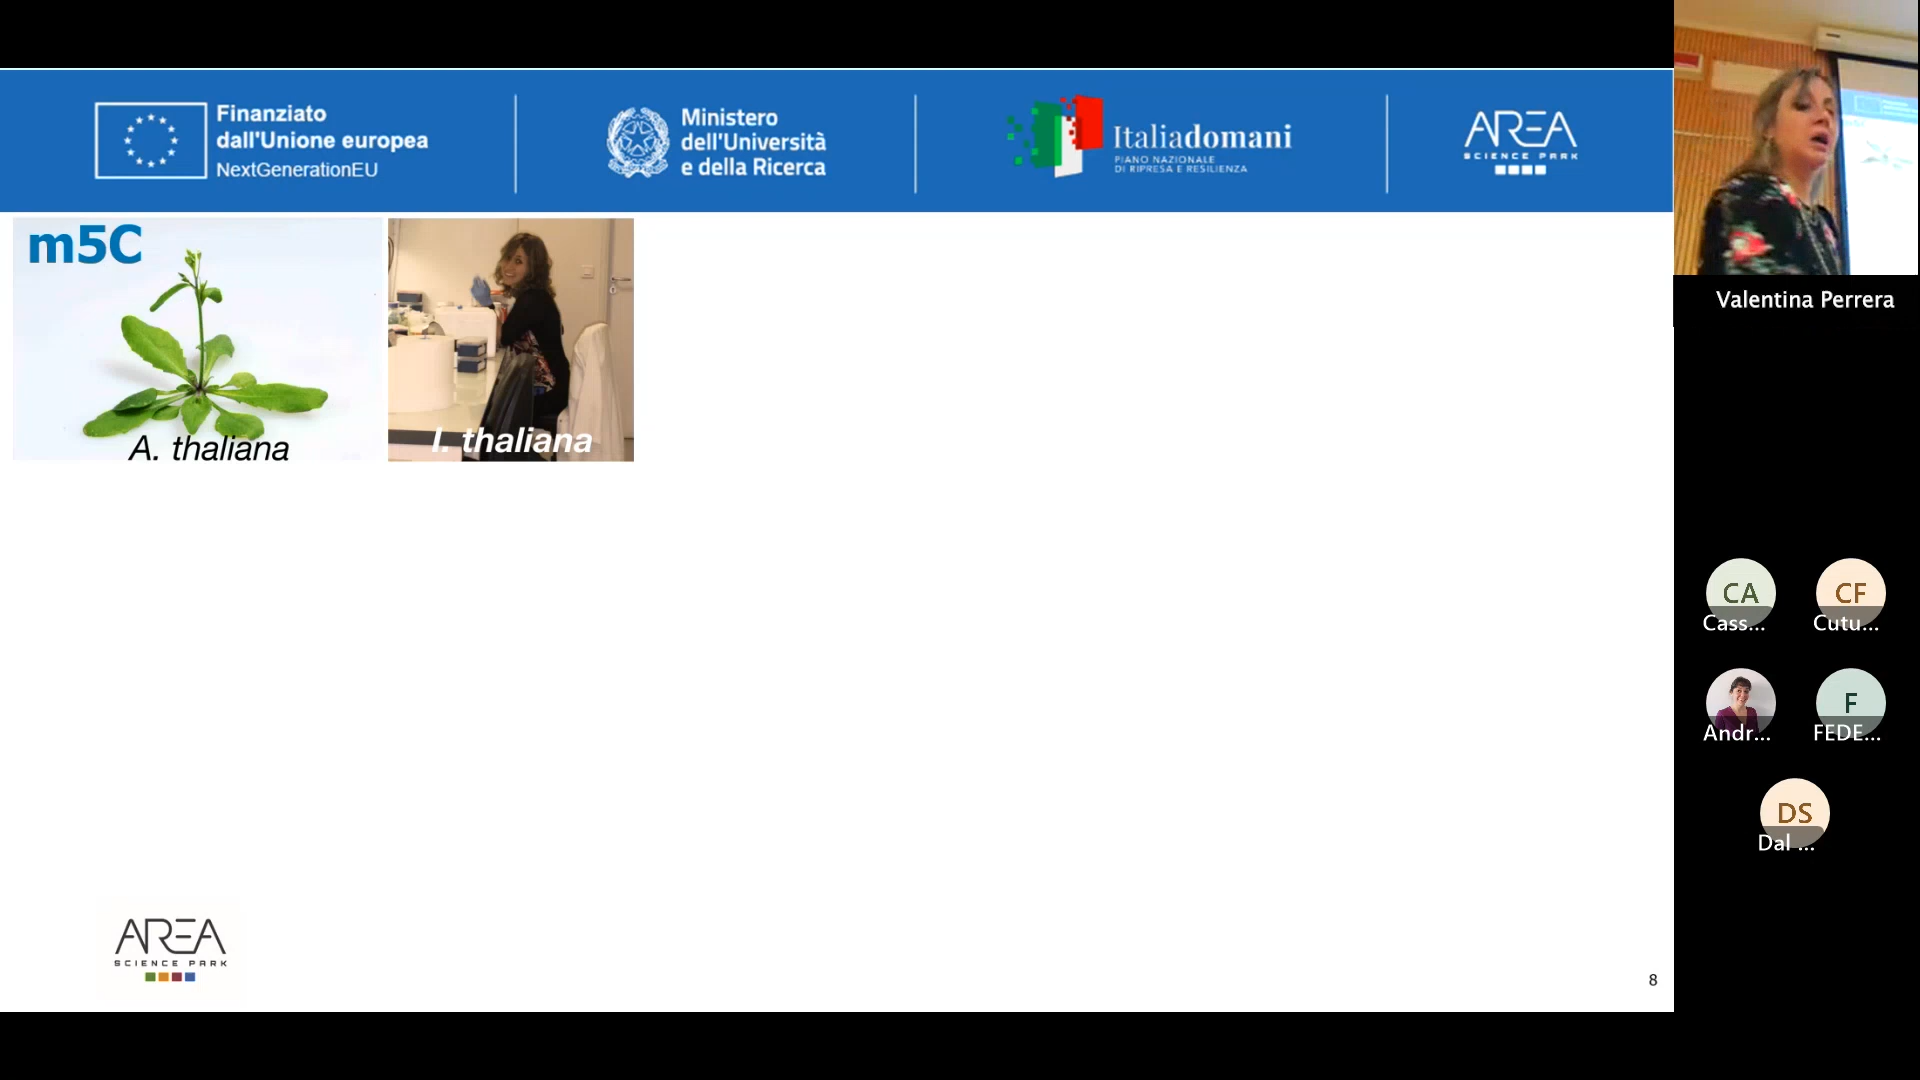 Finanziato
dall'Unione europea
NextGenerationEU
Ministero
dell'Università
e della Ricerca
Italiadomani
PIANO NAZIONALE
DI RIPRESA E RESILIENZA
AREA
SCIENCE PARK
m5C
A. thaliana
I. thaliana
Valentina Perrera
CA
Cass...
CF
Cutu...
Andr...
F
FEDE...
DS
Dal ...
AREA
SCIENCE PARK
8